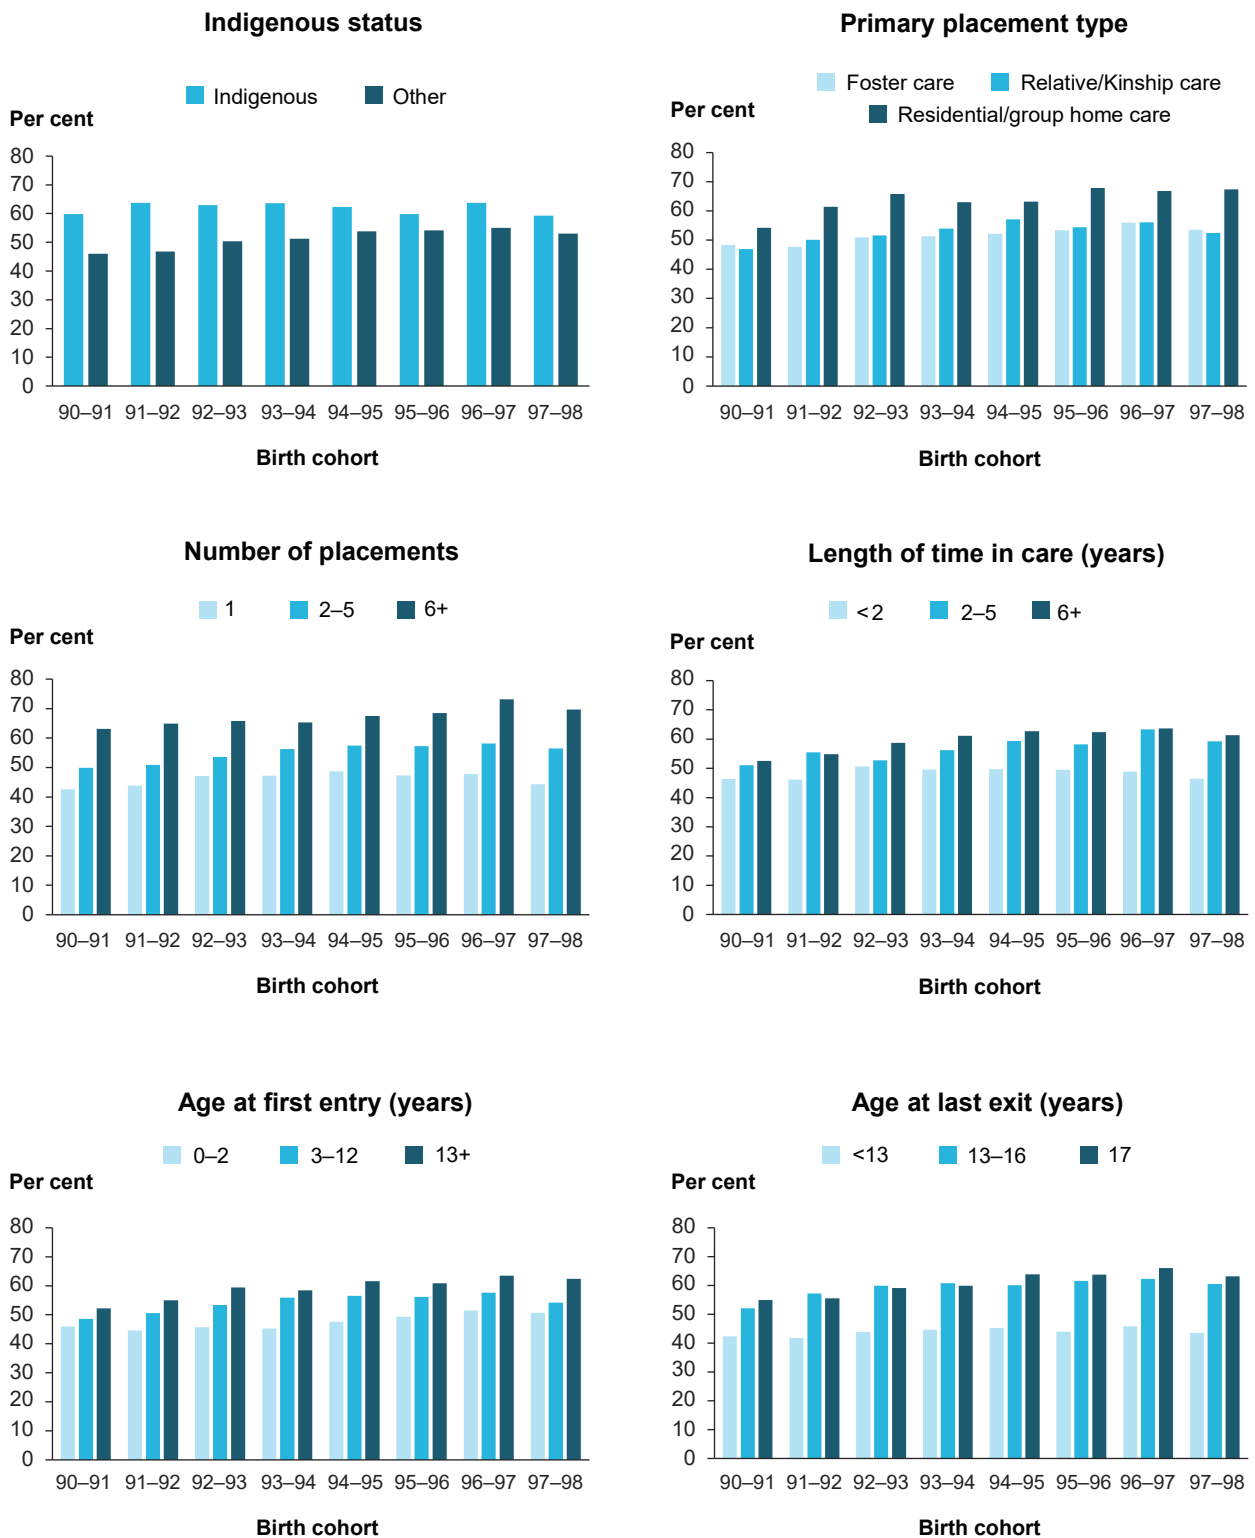 Indigenous status
Indigenous Other
Per cent
80
70
60
50
40
30
20
10
0
90–91 91–92 92–93 93–94 94–95 95–96 96–97 97–98
Birth cohort
Primary placement type
Foster care Relative/Kinship care
Residential/group home care
Per cent
80
70
60
50
40
30
20
10
0
90–91 91–92 92–93 93–94 94–95 95–96 96–97 97–98
Birth cohort
Number of placements
1 2–5 6+
Per cent
80
70
60
50
40
30
20
10
0
90–91 91–92 92–93 93–94 94–95 95–96 96–97 97–98
Birth cohort
Length of time in care (years)
<2 2–5 6+
Per cent
80
70
60
50
40
30
20
10
0
90–91 91–92 92–93 93–94 94–95 95–96 96–97 97–98
Birth cohort
Age at first entry (years)
0–2 3–12 13+
Per cent
80
70
60
50
40
30
20
10
0
90–91 91–92 92–93 93–94 94–95 95–96 96–97 97–98
Birth cohort
Age at last exit (years)
<13 13–16 17
Per cent
80
70
60
50
40
30
20
10
0
90–91 91–92 92–93 93–94 94–95 95–96 96–97 97–98
Birth cohort